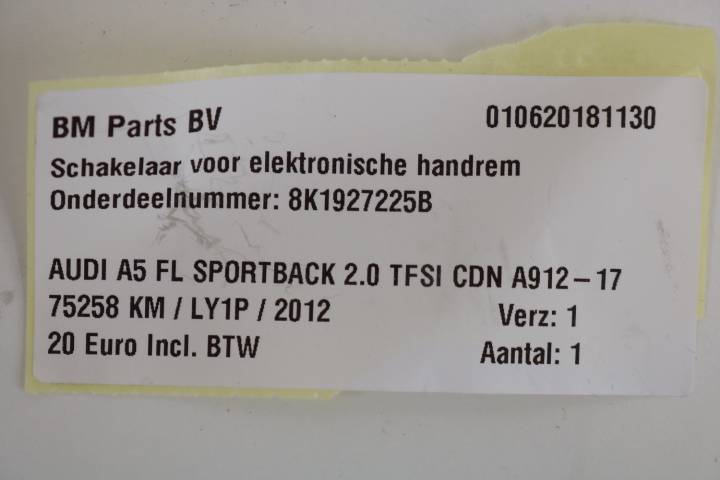 BM Parts BV 010620181130
Schakelaar voor elektronische handrem
Onderdeelnummer: 8K1927225B
AUDI A5 FL SPORTBACK 2.0 TFSI CDN A912-17
75258 KM / LY1P / 2012 Verz: 1
20 Euro Incl. BTW Aantal: 1